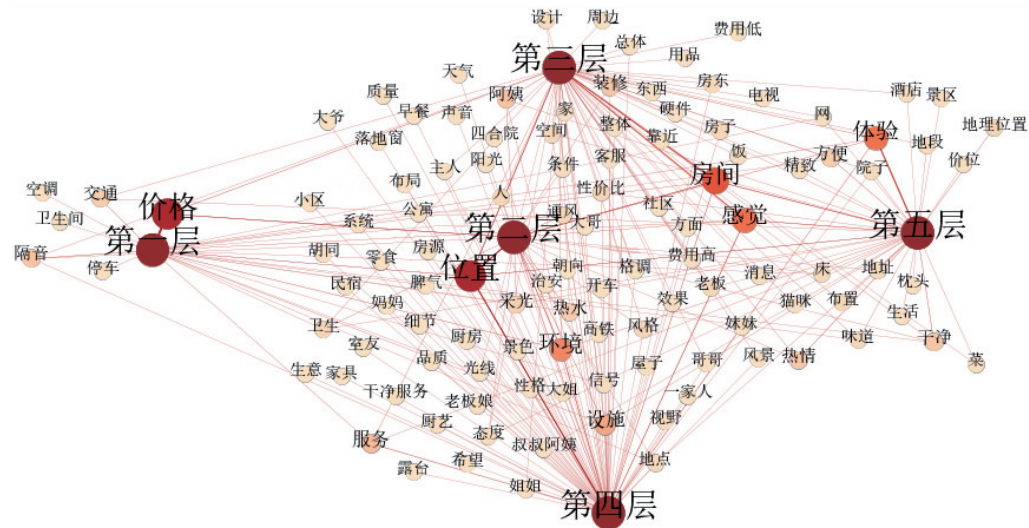 设计
周边
费用低
总体
第三层
用品
天气
装修
东西
房东
质量
阿姨
电视
酒店
景区
大爷
早餐
声音
家
硬件
网
地理位置
落地窗
四合院
空间
整体
靠近
房子
体验
地段
主人
阳光
条件
客服
饭
精致
方便
院子
价位
空调
交通
布局
人
性价比
房间
卫生间
价格
小区
系统
公寓
通风
大哥
社区
方面
感觉
第一层
第二层
第五层
隔音
停车
胡同
零食
房源
位置
朝向
格调
费用高
消息
床
地址
枕头
民宿
脾气
治安
开车
老板
猫咪
布置
生活
妈妈
采光
热水
效果
卫生
细节
厨房
高铁
风格
妹妹
味道
干净
室友
品质
景色
环境
屋子
哥哥
风景
热情
菜
生意
家具
光线
性格
大姐
信号
一家人
干净服务
老板娘
设施
视野
服务
厨艺
态度
叔叔阿姨
地点
露台
希望
姐姐
第四层